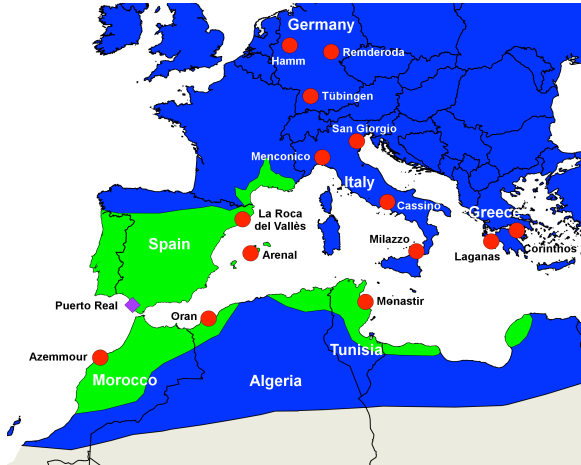 Germany
Hamm
Remderoda
Tübingen
San Giorgio
Menconico
Italy
Cassino
La Roca
del Vallès
Greece
Spain
Milazzo
Arenal
Corinthos
Laganas
Puerto Real
Oran
Monastir
Azemmour
Tunisia
Morocco
Algeria